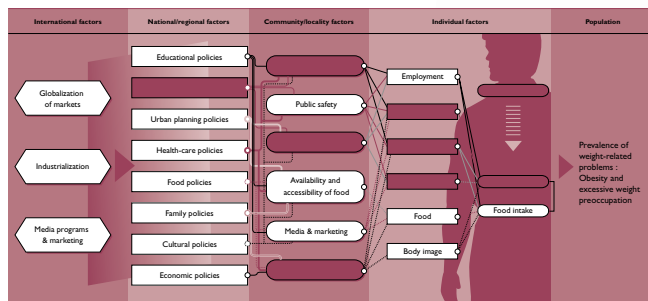 International factors
National/regional factors
Community/locality factors
Individual factors
Population
Educational policies
Urban planning policies
Health-care policies
Food policies
Family policies
Cultural policies
Economic policies
Globalization
of markets
Industrialization
Media programs
& marketing
Public safety
Availability and
accessibility of food
Media & marketing
Employment
Food
Body image
Food intake
Prevalence of
weight-related
problems :
Obesity and
excessive weight
preoccupation